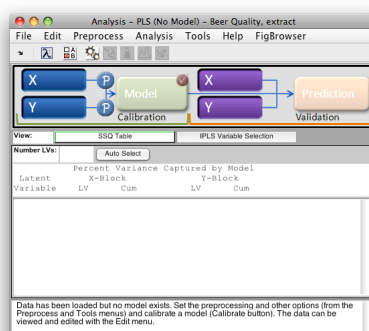 Analysis - PLS (No Model) - Beer Quality, extract
File Edit Preprocess Analysis Tools Help FigBrowser
X P Model X Prediction
Y P Y
Calibration Validation
View: SSQ Table IPLS Variable Selection
Number LVs: Auto Select
Percent Variance Captured by Model
Latent X-Block Y-Block
Variable LV Cum LV Cum
Data has been loaded but no model exists. Set the preprocessing and other options (from the
Preprocess and Tools menus) and calibrate a model (Calibrate button). The data can be
viewed and edited with the Edit menu.